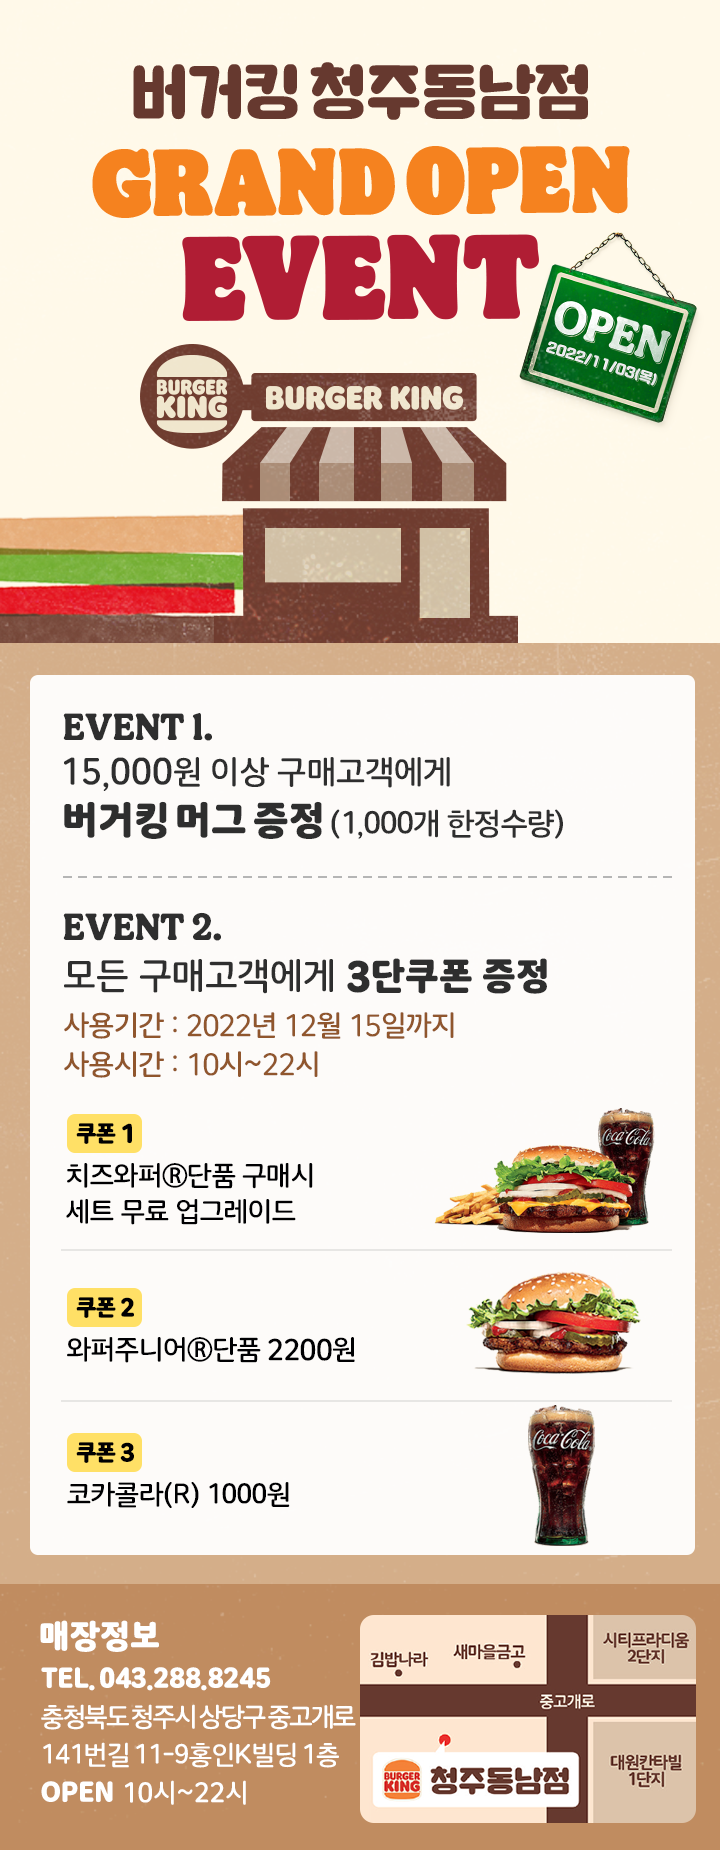 버거킹 청주동남점
GRAND OPEN
EVENT
OPEN
2022/11/03(목)
BURGER
KING
BURGER KING
EVENT 1.
15,000원 이상 구매고객에게
버거킹 머그 증정 (1,000개 한정수량)
EVENT 2.
모든 구매고객에게 3단쿠폰 증정
사용기간 : 2022년 12월 15일까지
사용시간 : 10시~22시
쿠폰 1
치즈와퍼®단품 구매시
세트 무료 업그레이드
Coca-Cola
쿠폰 2
와퍼주니어®단품 2200원
쿠폰 3
코카콜라(R) 1000원
Coca-Cola
매장정보
TEL. 043.288.8245
충청북도 청주시 상당구 중고개로
141번길 11-9홍인K빌딩 1층
OPEN 10시~22시
김밥나라
새마을금고
시티프라디움
2단지
중고개로
BURGER
KING
청주동남점
대원칸타빌
1단지